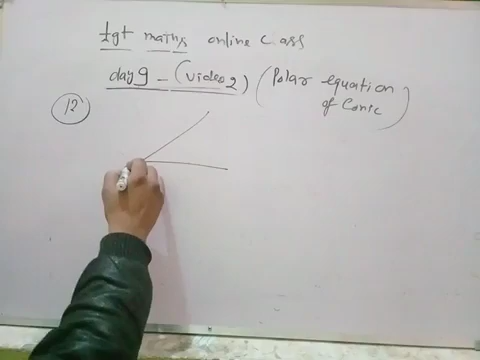 tgt maths online class
day 9 - (video 2) (Polar equation
of Conic)
12